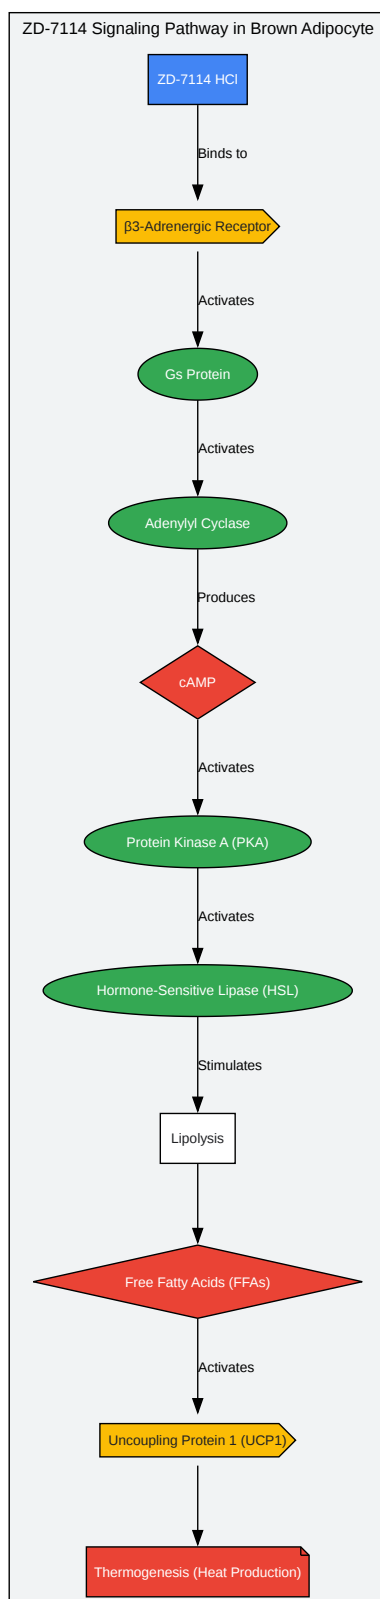 ZD-7114 Signaling Pathway in Brown Adipocyte
ZD-7114 HCl
Binds to
β3-Adrenergic Receptor
Activates
Gs Protein
Activates
Adenylyl Cyclase
Produces
cAMP
Activates
Protein Kinase A (PKA)
Activates
Hormone-Sensitive Lipase (HSL)
Stimulates
Lipolysis
Free Fatty Acids (FFAs)
Activates
Uncoupling Protein 1 (UCP1)
Thermogenesis (Heat Production)